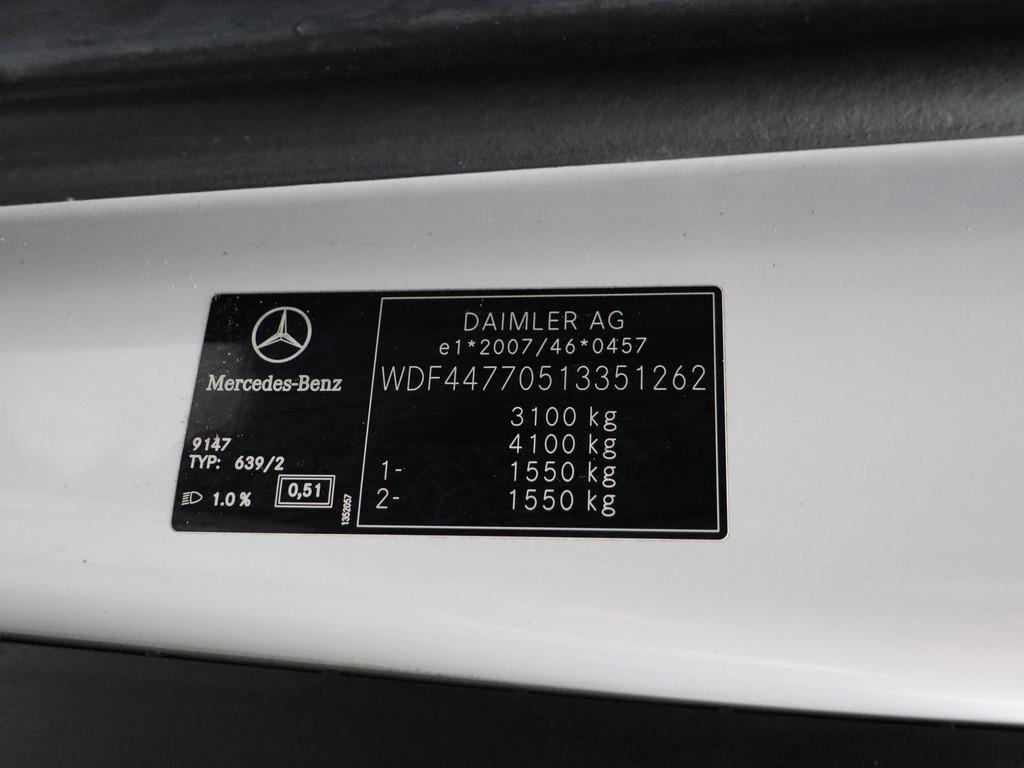 Mercedes-Benz
9147
TYP: 639/2
1.0 %
0,51
1352057
DAIMLER AG
e1*2007/46*0457
WDF44770513351262
3100 kg
4100 kg
1- 1550 kg
2- 1550 kg